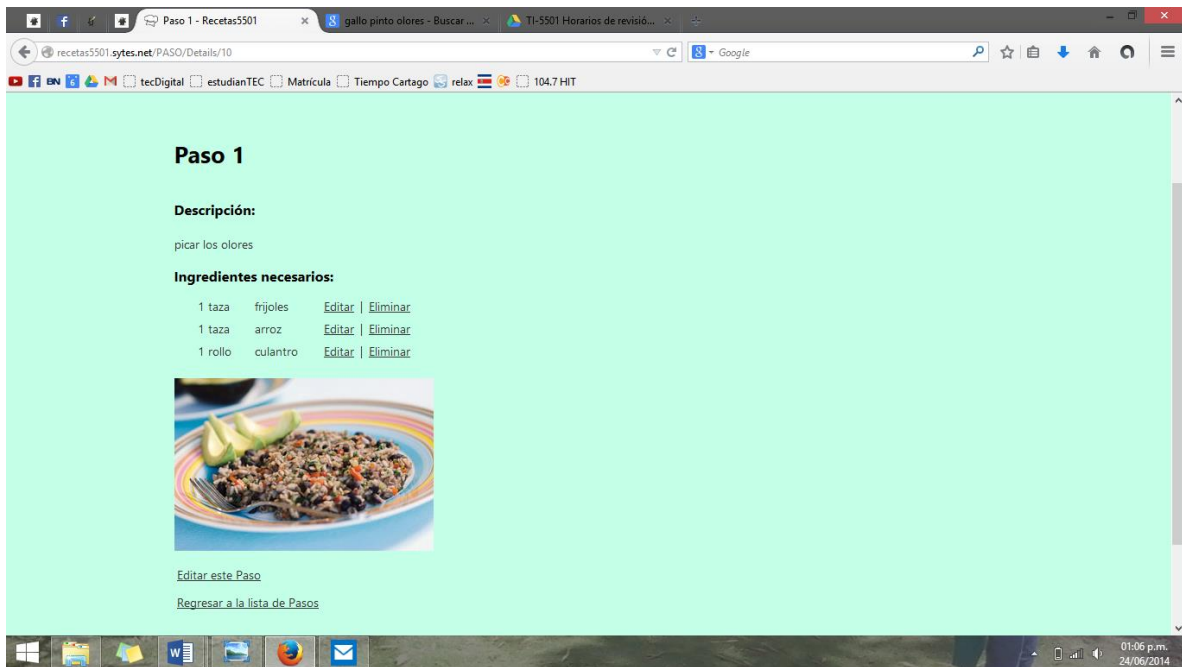 Paso 1 - Recetas5501
gallo pinto olores - Buscar ...
TI-5501 Horarios de revisió...
recetas5501.sytes.net/PASO/Details/10
Google
BN
tecDigital
estudianTEC
Matrícula
Tiempo Cartago
relax
104.7 HIT
Paso 1
Descripción:
picar los olores
Ingredientes necesarios:
1 taza frijoles Editar | Eliminar
1 taza arroz Editar | Eliminar
1 rollo culantro Editar | Eliminar
Editar este Paso
Regresar a la lista de Pasos
01:06 p.m.
24/06/2014